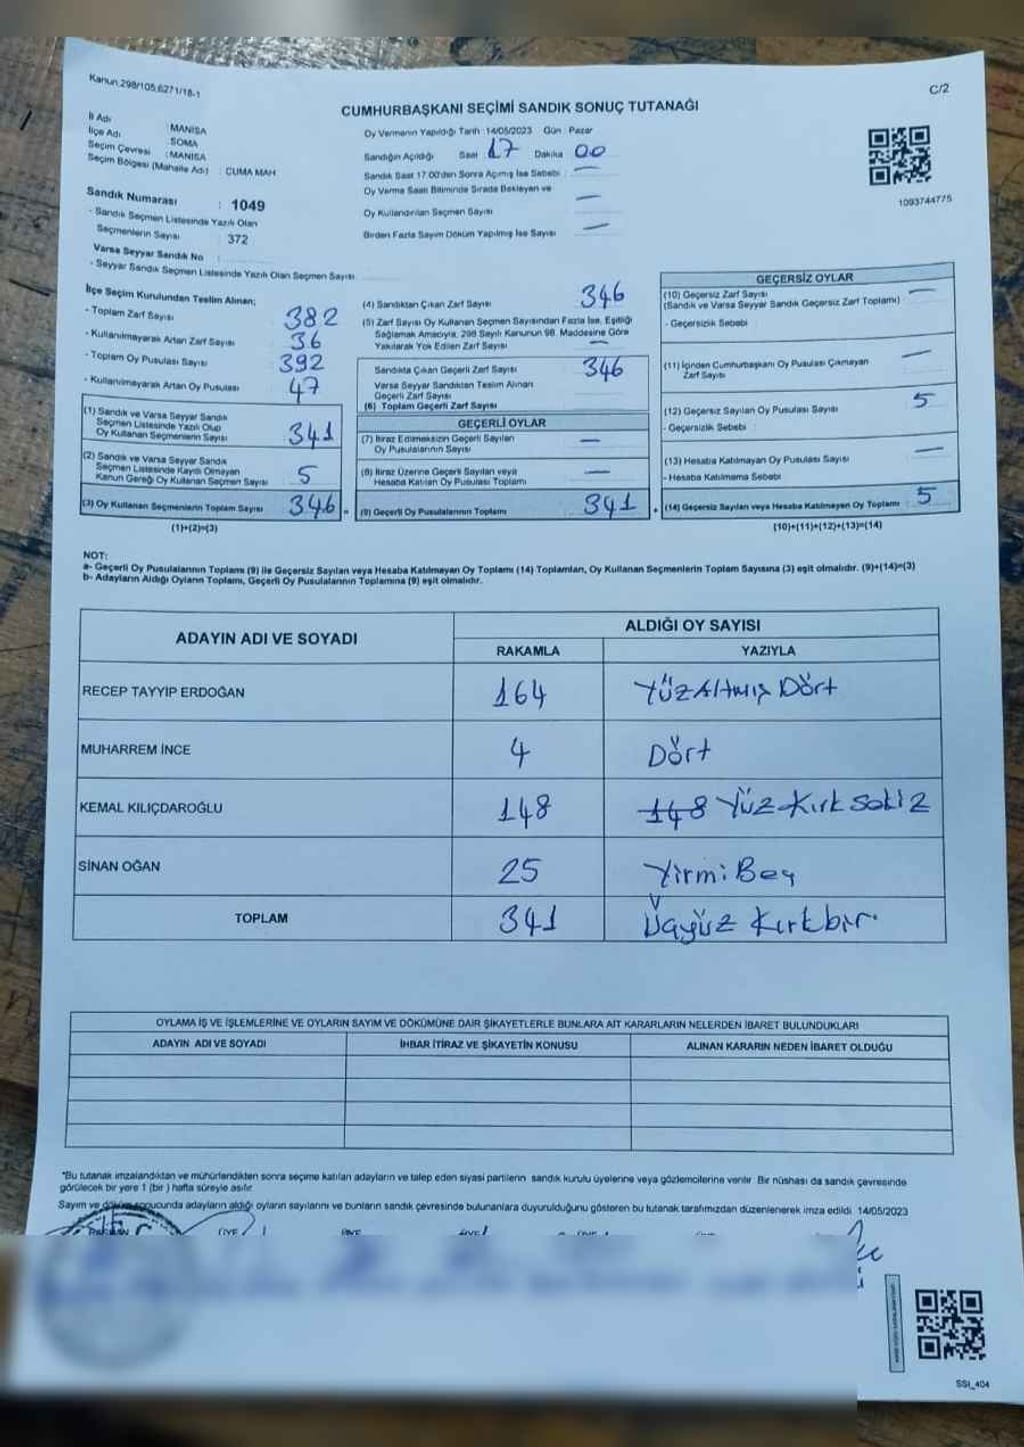 Kanun.298/105,6271/18-1
C/2
CUMHURBAŞKANI SEÇİMİ SANDIK SONUÇ TUTANAĞI
İl Adı : MANİSA
İlçe Adı : SOMA
Seçim Çevresi : MANİSA
Seçim Bölgesi (Mahalle Adı) : CUMA MAH
Sandık Numarası : 1049
- Sandık Seçmen Listesinde Yazılı Olan
Seçmenlerin Sayısı : 372
Varsa Seyyar Sandık No :
- Seyyar Sandık Seçmen Listesinde Yazılı Olan Seçmen Sayısı
Oy Vermenin Yapıldığı Tarih :14/05/2023 Gün : Pazar
Sandığın Açıldığı Saat : 17 Dakika : 00
Sandık Saat 17:00'den Sonra Açılmış İse Sebebi : —
Oy Verme Saati Bitiminde Sırada Bekleyen ve
Oy Kullandırılan Seçmen Sayısı —
Birden Fazla Sayım Döküm Yapılmış İse Sayısı —
1093744775
İlçe Seçim Kurulundan Teslim Alınan;
- Toplam Zarf Sayısı 382
- Kullanılmayarak Artan Zarf Sayısı 36
- Toplam Oy Pusulası Sayısı 392
- Kullanılmayarak Artan Oy Pusulası 47
(1) Sandık ve Varsa Seyyar Sandık
Seçmen Listesinde Yazılı Olup
Oy Kullanan Seçmenlerin Sayısı 341
(2) Sandık ve Varsa Seyyar Sandık
Seçmen Listesinde Kaydı Olmayan
Kanun Gereği Oy Kullanan Seçmen Sayısı 5
(3) Oy Kullanan Seçmenlerin Toplam Sayısı 346 =
(1)+(2)=(3)
(4) Sandıktan Çıkan Zarf Sayısı 346
(5) Zarf Sayısı Oy Kullanan Seçmen Sayısından Fazla İse, Eşitliği
Sağlamak Amacıyla, 298 Sayılı Kanunun 98. Maddesine Göre
Yakılarak Yok Edilen Zarf Sayısı —
Sandıkta Çıkan Geçerli Zarf Sayısı 346
Varsa Seyyar Sandıktan Teslim Alınan
Geçerli Zarf Sayısı
(6) Toplam Geçerli Zarf Sayısı
GEÇERLİ OYLAR
(7) İtiraz Edilmeksizin Geçerli Sayılan
Oy Pusulalarının Sayısı —
(8) İtiraz Üzerine Geçerli Sayılan veya
Hesaba Katılan Oy Pusulası Toplamı —
(9) Geçerli Oy Pusulalarının Toplamı 341 +
GEÇERSİZ OYLAR
(10) Geçersiz Zarf Sayısı —
(Sandık ve Varsa Seyyar Sandık Geçersiz Zarf Toplamı)
- Geçersizlik Sebebi :
(11) İçinden Cumhurbaşkanı Oy Pusulası Çıkmayan
Zarf Sayısı —
(12) Geçersiz Sayılan Oy Pusulası Sayısı 5
- Geçersizlik Sebebi :
(13) Hesaba Katılmayan Oy Pusulası Sayısı —
- Hesaba Katılmama Sebebi
(14) Geçersiz Sayılan veya Hesaba Katılmayan Oy Toplamı 5
(10)+(11)+(12)+(13)=(14)
NOT:
a- Geçerli Oy Pusulalarının Toplamı (9) ile Geçersiz Sayılan veya Hesaba Katılmayan Oy Toplamı (14) Toplamları, Oy Kullanan Seçmenlerin Toplam Sayısına (3) eşit olmalıdır. (9)+(14)=(3)
b- Adayların Aldığı Oyların Toplamı, Geçerli Oy Pusulalarının Toplamına (9) eşit olmalıdır.
ADAYIN ADI VE SOYADI
ALDIĞI OY SAYISI
RAKAMLA YAZIYLA
RECEP TAYYİP ERDOĞAN 164 YüzAltmış Dört
MUHARREM İNCE 4 Dört
KEMAL KILIÇDAROĞLU 148 148 Yüz Kırk Sekiz
SİNAN OĞAN 25 Yirmi Beş
TOPLAM 341 Üçyüz Kırkbir.
OYLAMA İŞ VE İŞLEMLERİNE VE OYLARIN SAYIM VE DÖKÜMÜNE DAİR ŞİKAYETLERLE BUNLARA AİT KARARLARIN NELERDEN İBARET BULUNDUKLARI
ADAYIN ADI VE SOYADI İHBAR İTİRAZ VE ŞİKAYETİN KONUSU ALINAN KARARIN NEDEN İBARET OLDUĞU
*Bu tutanak imzalandıktan ve mühürlendikten sonra seçime katılan adayların ve talep eden siyasi partilerin sandık kurulu üyelerine veya gözlemcilerine verilir. Bir nüshası da sandık çevresinde
görülecek bir yere 1 (bir) hafta süreyle asılır.
Sayım ve döküm sonucunda adayların aldığı oyların sayılarını ve bunların sandık çevresinde bulunanlara duyurulduğunu gösteren bu tutanak tarafımızdan düzenlenerek imza edildi. 14/05/2023
SSI_404